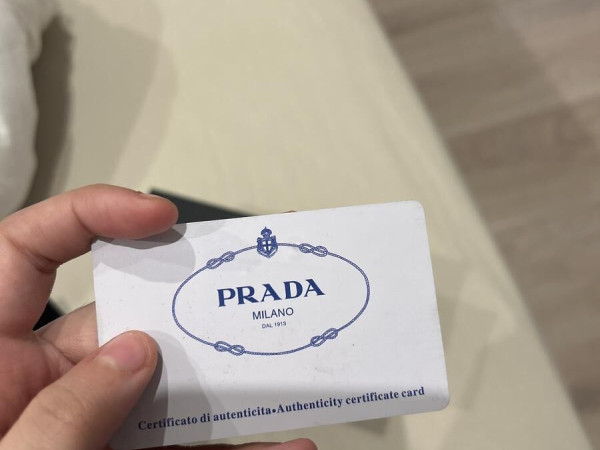 PRADA
MILANO
DAL 1913
Certificato di autenticita•Authenticity certificate card